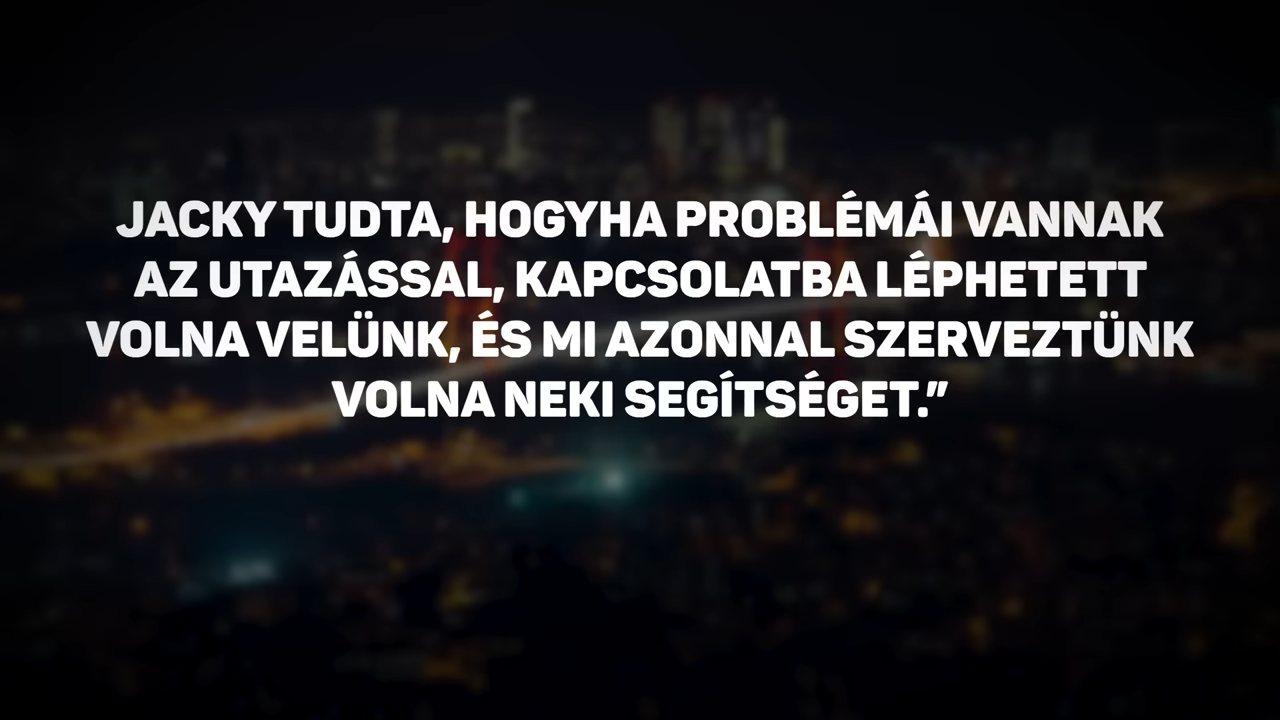 JACKY TUDTA, HOGYHA PROBLÉMÁI VANNAK
AZ UTAZÁSSAL, KAPCSOLATBA LÉPHETETT
VOLNA VELÜNK, ÉS MI AZONNAL SZERVEZTÜNK
VOLNA NEKI SEGÍTSÉGET.”